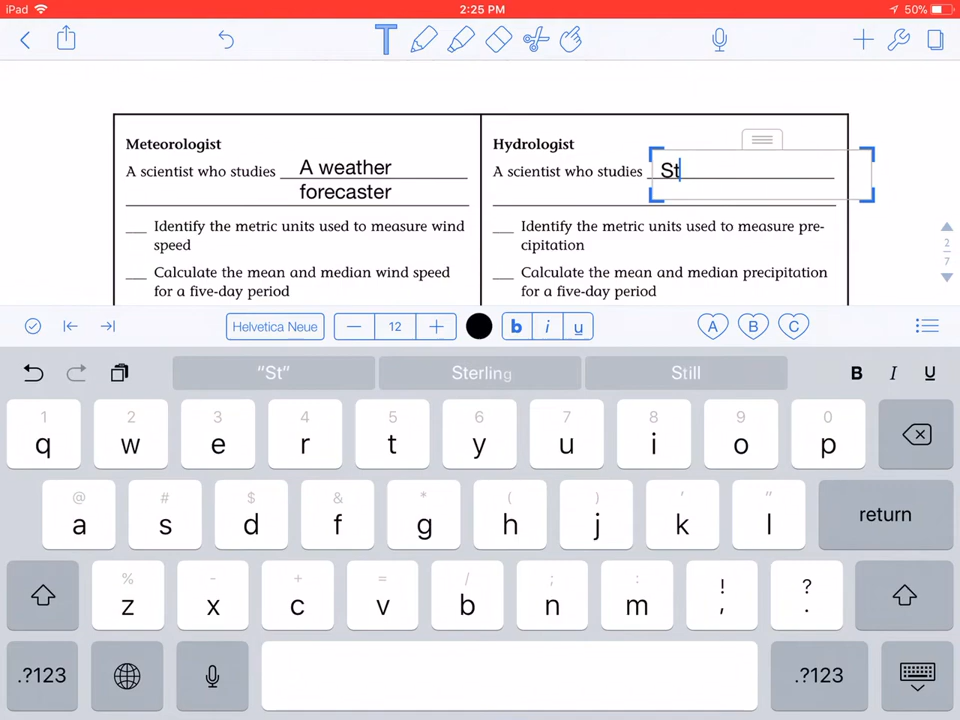 iPad 2:25 PM 50%
T
Meteorologist
A scientist who studies A weather
forecaster
___ Identify the metric units used to measure wind
speed
___ Calculate the mean and median wind speed
for a five-day period
Hydrologist
A scientist who studies St
___ Identify the metric units used to measure pre-
cipitation
___ Calculate the mean and median precipitation
for a five-day period
2
7
Helvetica Neue — 12 + b i u A B C
"St" Sterling Still B I U
1 2 3 4 5 6 7 8 9 0
q w e r t y u i o p
@ # $ & * ( ) ' "
a s d f g h j k l return
% - + = / ; : ! ?
z x c v b n m , .
.?123 .?123